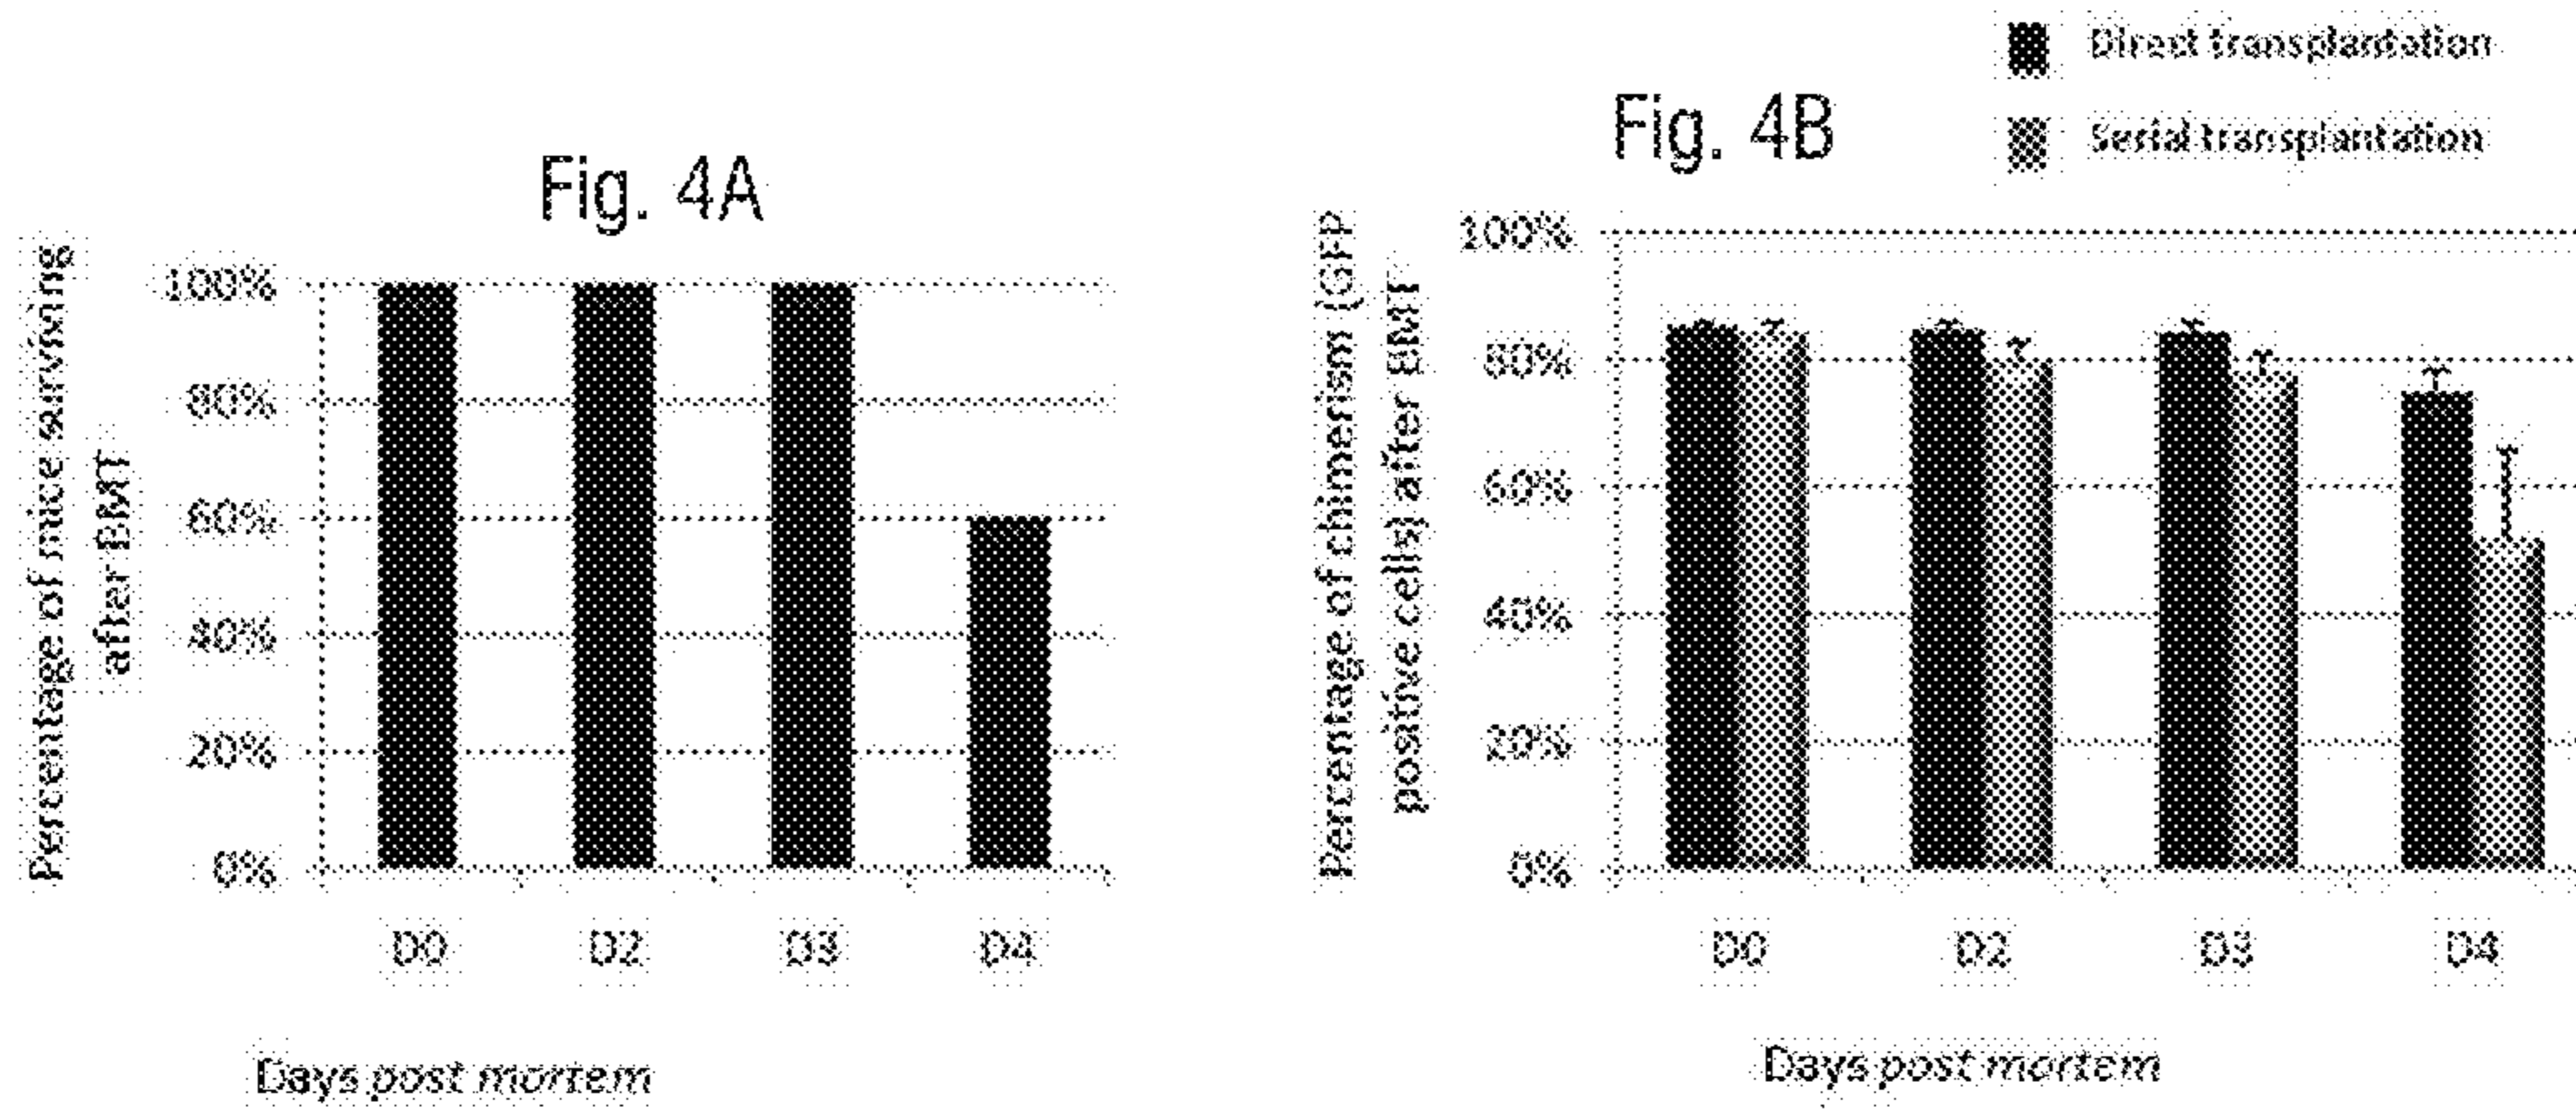 Fig. 4A
Percentage of mice surviving
after BMT
100%
80%
60%
40%
20%
0%
D0 D2 D3 D4
Days post mortem
Fig. 4B
Direct transplantation
Serial transplantation
Percentage of chimerism (GFP
positive cells) after BMT
100%
80%
60%
40%
20%
0%
D0 D2 D3 D4
Days post mortem